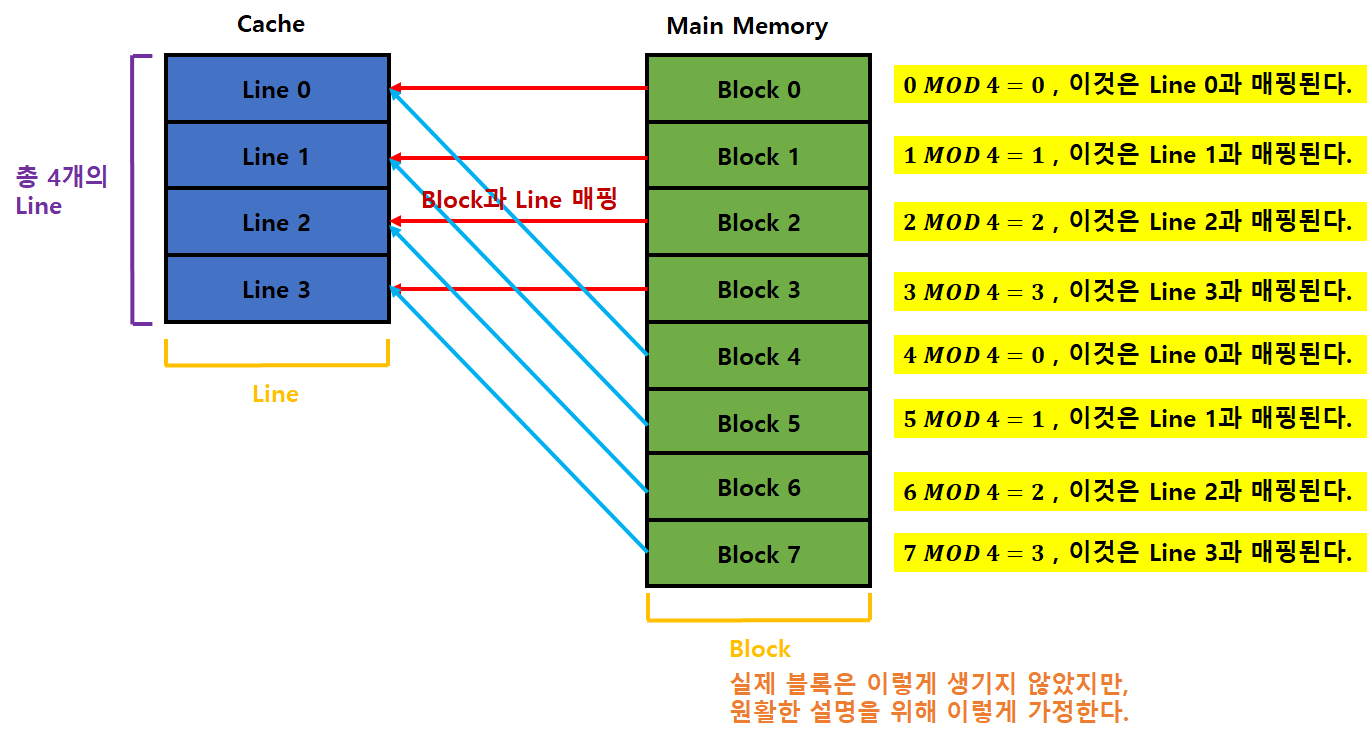 Cache
Main Memory
총 4개의
Line
Line 0
Line 1
Line 2
Line 3
Line
Block과 Line 매핑
Block 0
Block 1
Block 2
Block 3
Block 4
Block 5
Block 6
Block 7
0 MOD 4 = 0 , 이것은 Line 0과 매핑된다.
1 MOD 4 = 1 , 이것은 Line 1과 매핑된다.
2 MOD 4 = 2 , 이것은 Line 2과 매핑된다.
3 MOD 4 = 3 , 이것은 Line 3과 매핑된다.
4 MOD 4 = 0 , 이것은 Line 0과 매핑된다.
5 MOD 4 = 1 , 이것은 Line 1과 매핑된다.
6 MOD 4 = 2 , 이것은 Line 2과 매핑된다.
7 MOD 4 = 3 , 이것은 Line 3과 매핑된다.
Block
실제 블록은 이렇게 생기지 않았지만,
원활한 설명을 위해 이렇게 가정한다.